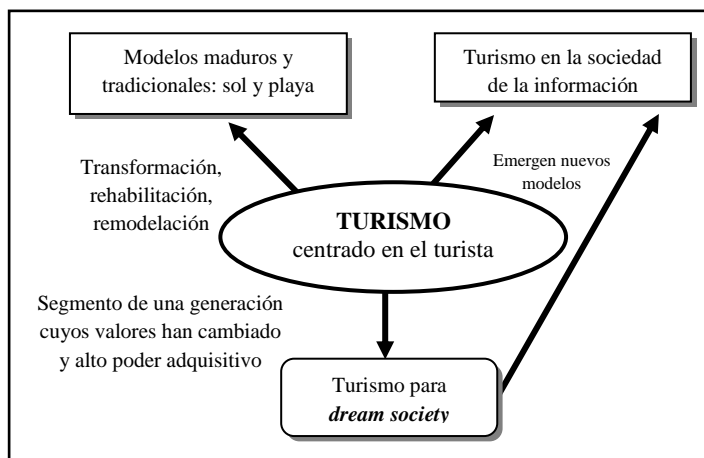 Modelos maduros y
tradicionales: sol y playa
Turismo en la sociedad
de la información
Transformación,
rehabilitación,
remodelación
Emergen nuevos
modelos
TURISMO
centrado en el turista
Segmento de una generación
cuyos valores han cambiado
y alto poder adquisitivo
Turismo para
dream society